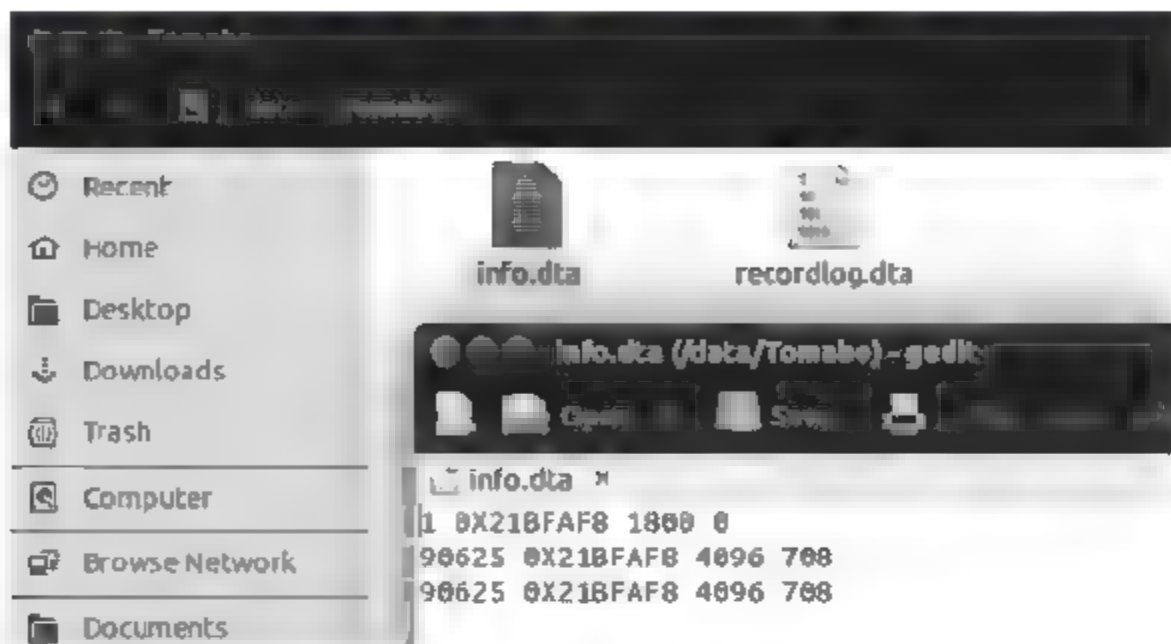 Recent
Home
Desktop
Downloads
Trash
Computer
Browse Network
Documents
info.dta
recordlog.dta
info.dta (/data/Tomabe) - gedit
Open
info.dta ×
1 0X21BFAF8 1800 0
90625 0X21BFAF8 4096 708
90625 0X21BFAF8 4096 708